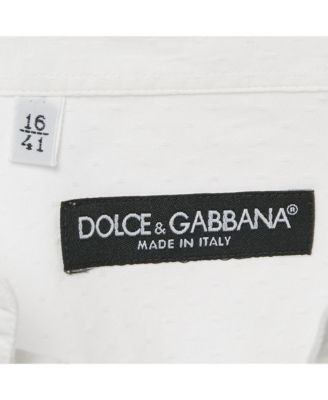 16
41
DOLCE & GABBANA®
MADE IN ITALY